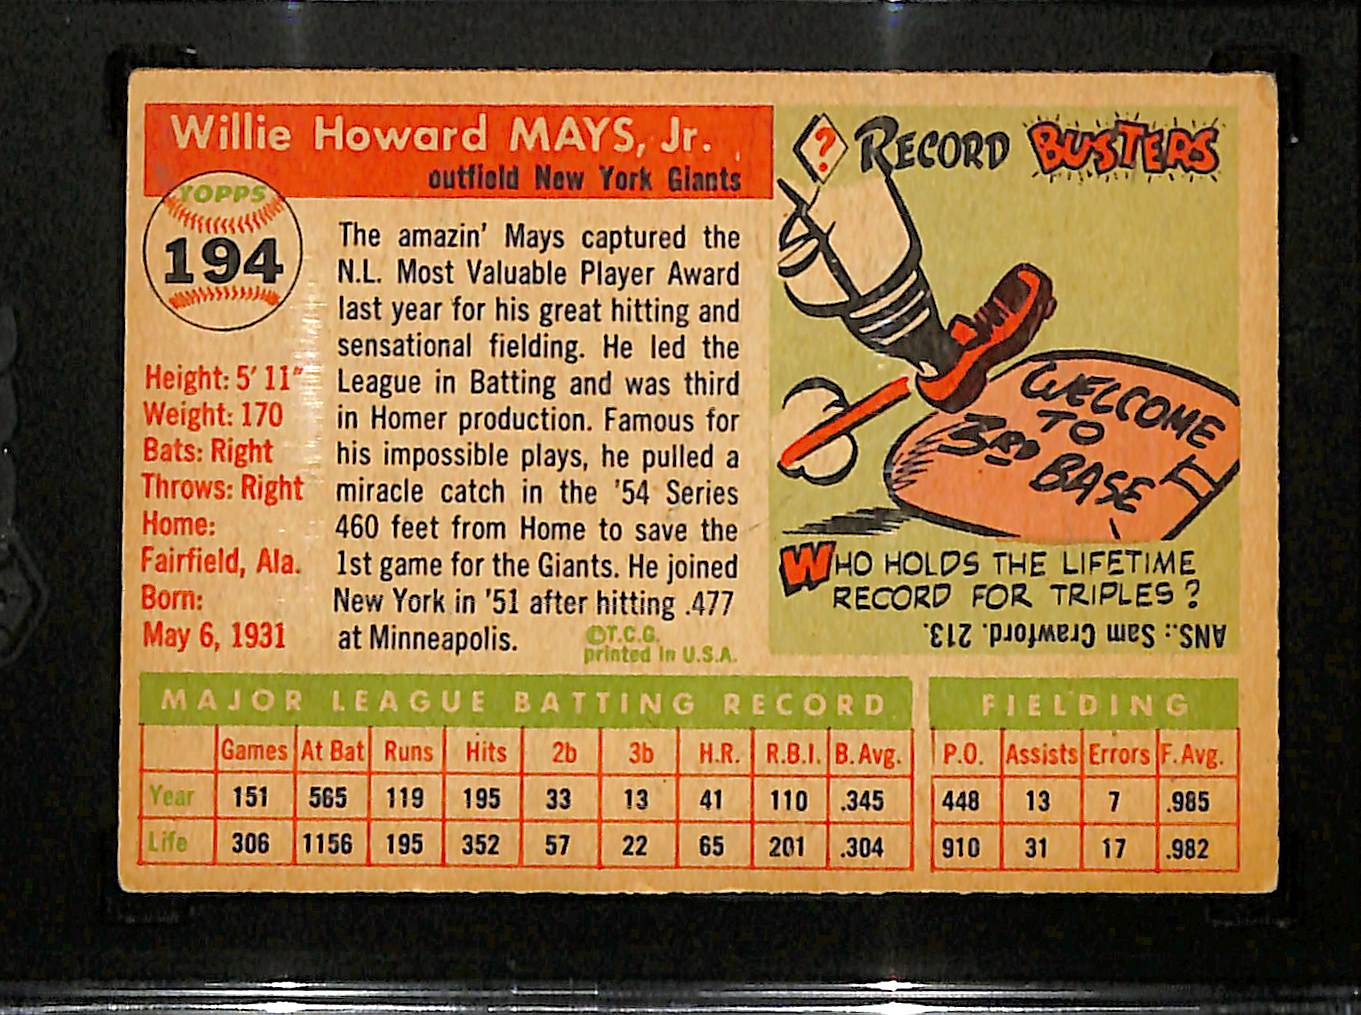 Willie Howard MAYS, Jr.
outfield New York Giants
TOPPS
194
Height: 5' 11"
Weight: 170
Bats: Right
Throws: Right
Home:
Fairfield, Ala.
Born:
May 6, 1931
The amazin' Mays captured the
N.L. Most Valuable Player Award
last year for his great hitting and
sensational fielding. He led the
League in Batting and was third
in Homer production. Famous for
his impossible plays, he pulled a
miracle catch in the '54 Series
460 feet from Home to save the
1st game for the Giants. He joined
New York in '51 after hitting .477
at Minneapolis.
©T.C.G.
printed in U.S.A.
? RECORD BUSTERS
WELCOME
TO
3RD BASE
WHO HOLDS THE LIFETIME
RECORD FOR TRIPLES?
ANS.: Sam Crawford. 213.
MAJOR LEAGUE BATTING RECORD
Games At Bat Runs Hits 2b 3b H.R. R.B.I. B. Avg.
Year 151 565 119 195 33 13 41 110 .345
Life 306 1156 195 352 57 22 65 201 .304
FIELDING
P.O. Assists Errors F. Avg.
448 13 7 .985
910 31 17 .982